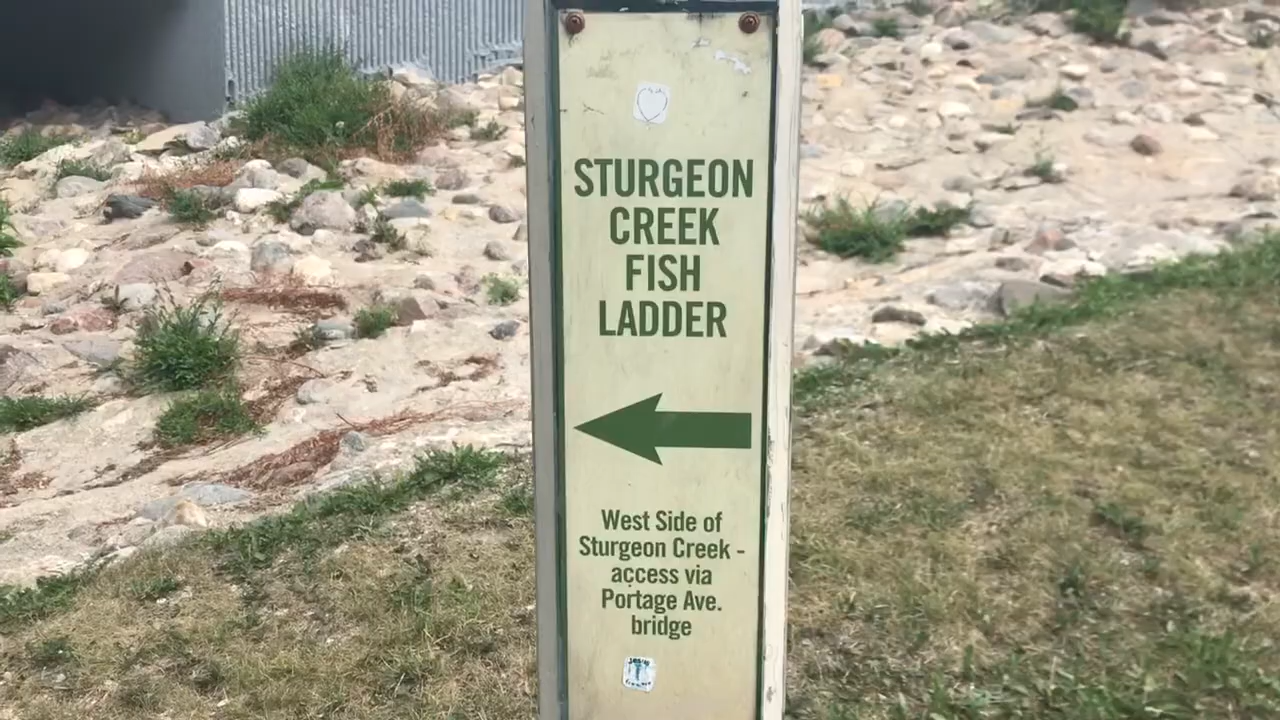 STURGEON
CREEK
FISH
LADDER
West Side of
Sturgeon Creek -
access via
Portage Ave.
bridge